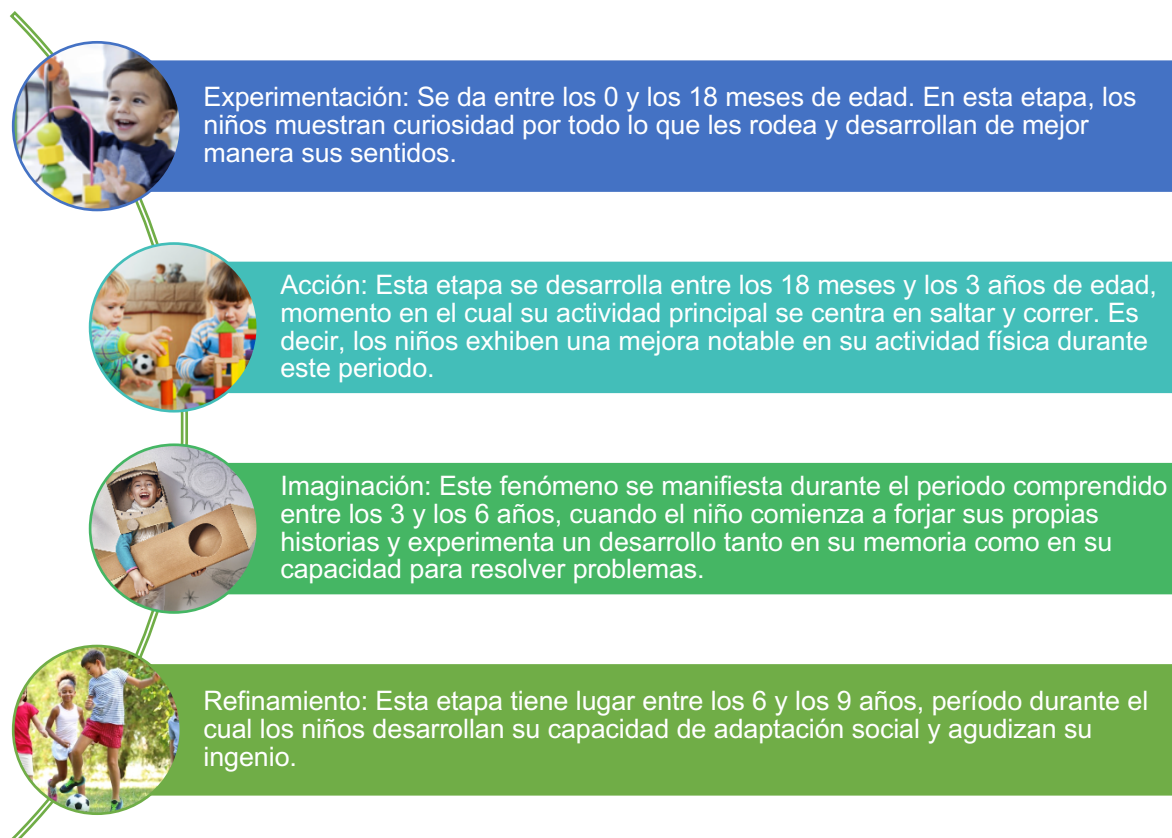 Experimentación: Se da entre los 0 y los 18 meses de edad. En esta etapa, los
niños muestran curiosidad por todo lo que les rodea y desarrollan de mejor
manera sus sentidos.
Acción: Esta etapa se desarrolla entre los 18 meses y los 3 años de edad,
momento en el cual su actividad principal se centra en saltar y correr. Es
decir, los niños exhiben una mejora notable en su actividad física durante
este periodo.
Imaginación: Este fenómeno se manifiesta durante el periodo comprendido
entre los 3 y los 6 años, cuando el niño comienza a forjar sus propias
historias y experimenta un desarrollo tanto en su memoria como en su
capacidad para resolver problemas.
Refinamiento: Esta etapa tiene lugar entre los 6 y los 9 años, período durante el
cual los niños desarrollan su capacidad de adaptación social y agudizan su
ingenio.